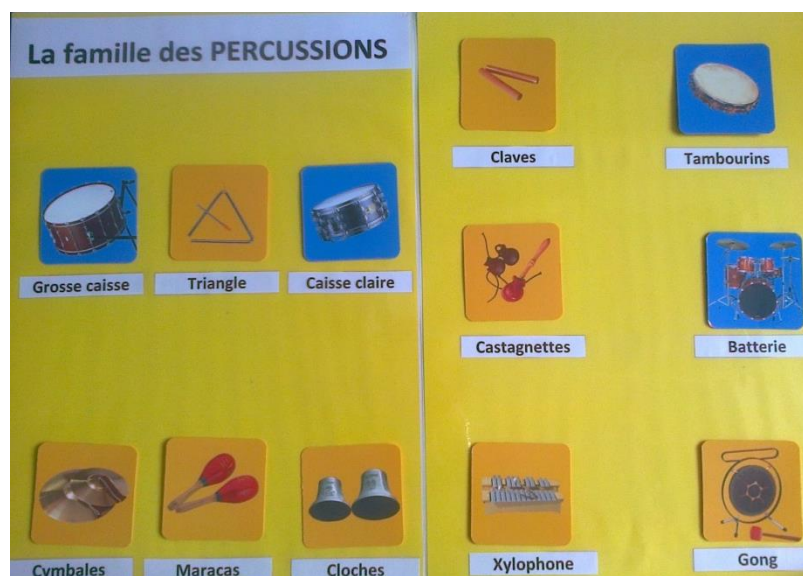 La famille des PERCUSSIONS
Grosse caisse
Triangle
Caisse claire
Cymbales
Maracas
Cloches
Claves
Tambourins
Castagnettes
Batterie
Xylophone
Gong